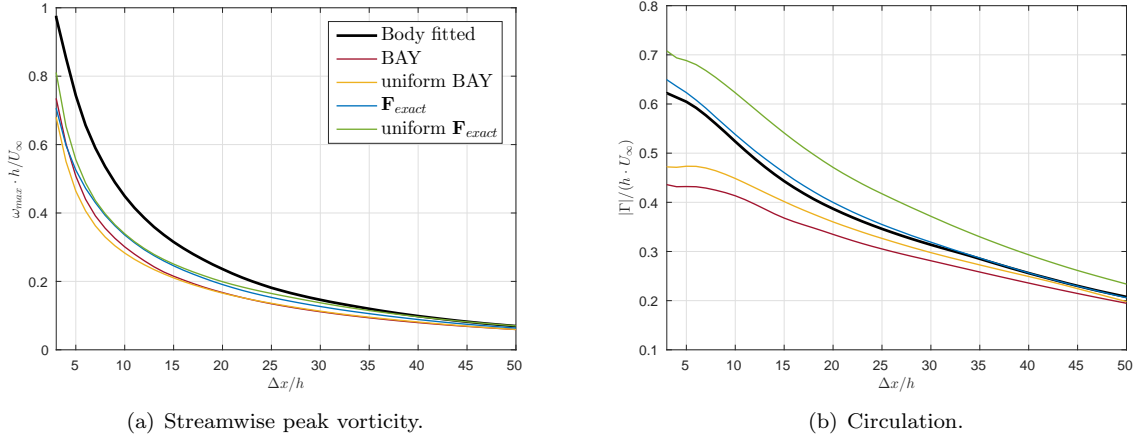 1
0.8
0.6
0.4
0.2
0
5 10 15 20 25 30 35 40 45 50
Δx/h
ω_max · h/U_∞
Body fitted
BAY
uniform BAY
F_exact
uniform F_exact
(a) Streamwise peak vorticity.
0.8
0.7
0.6
0.5
0.4
0.3
0.2
0.1
5 10 15 20 25 30 35 40 45 50
Δx/h
|Γ|/(h · U_∞)
(b) Circulation.